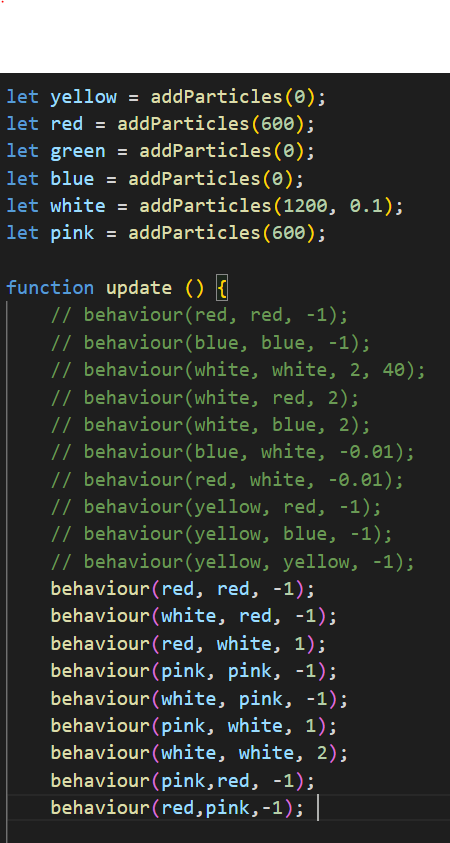 let yellow = addParticles(0);
let red = addParticles(600);
let green = addParticles(0);
let blue = addParticles(0);
let white = addParticles(1200, 0.1);
let pink = addParticles(600);

function update () {
    // behaviour(red, red, -1);
    // behaviour(blue, blue, -1);
    // behaviour(white, white, 2, 40);
    // behaviour(white, red, 2);
    // behaviour(white, blue, 2);
    // behaviour(blue, white, -0.01);
    // behaviour(red, white, -0.01);
    // behaviour(yellow, red, -1);
    // behaviour(yellow, blue, -1);
    // behaviour(yellow, yellow, -1);
    behaviour(red, red, -1);
    behaviour(white, red, -1);
    behaviour(red, white, 1);
    behaviour(pink, pink, -1);
    behaviour(white, pink, -1);
    behaviour(pink, white, 1);
    behaviour(white, white, 2);
    behaviour(pink,red, -1);
    behaviour(red,pink,-1);